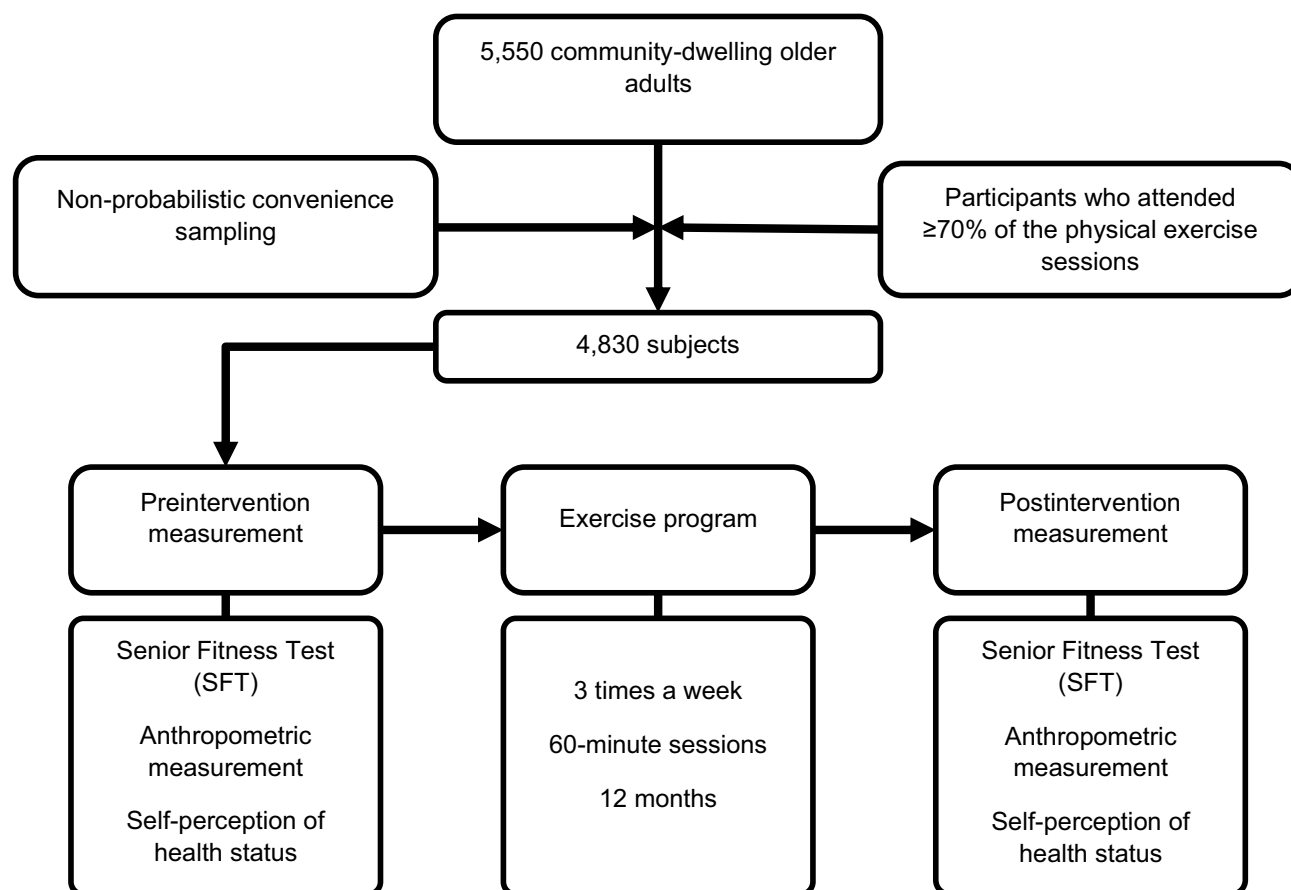 5,550 community-dwelling older
adults
Non-probabilistic convenience
sampling
Participants who attended
≥70% of the physical exercise
sessions
4,830 subjects
Preintervention
measurement
Exercise program
Postintervention
measurement
Senior Fitness Test
(SFT)
Anthropometric
measurement
Self-perception of
health status
3 times a week
60-minute sessions
12 months
Senior Fitness Test
(SFT)
Anthropometric
measurement
Self-perception of
health status